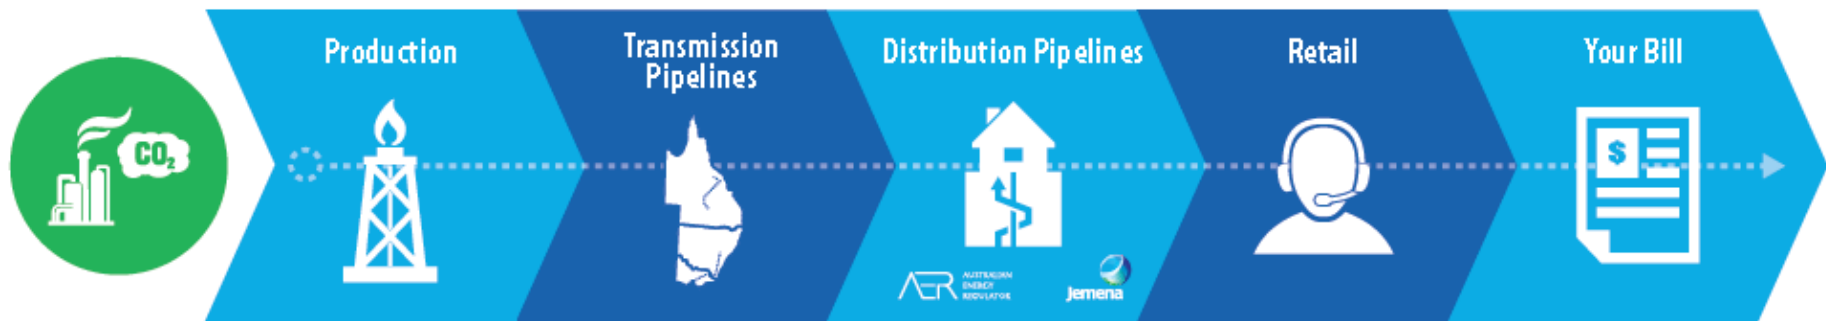 CO₂
Production
Transmission
Pipelines
Distribution Pipelines
Retail
Your Bill
$
AER
AUSTRALIAN
ENERGY
REGULATOR
Jemena